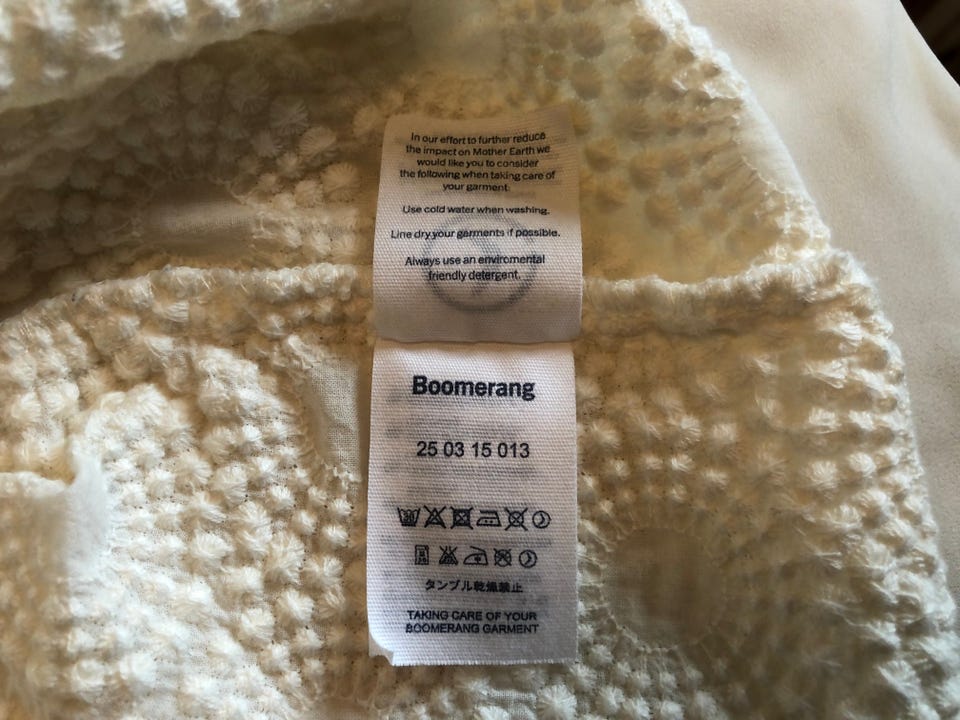 In our effort to further reduce
the impact on Mother Earth we
would like you to consider
the following when taking care of
your garment.
Use cold water when washing.
Line dry your garments if possible.
Always use an enviromental
friendly detergent.
Boomerang
25 03 15 013
タンブル乾燥禁止
TAKING CARE OF YOUR
BOOMERANG GARMENT